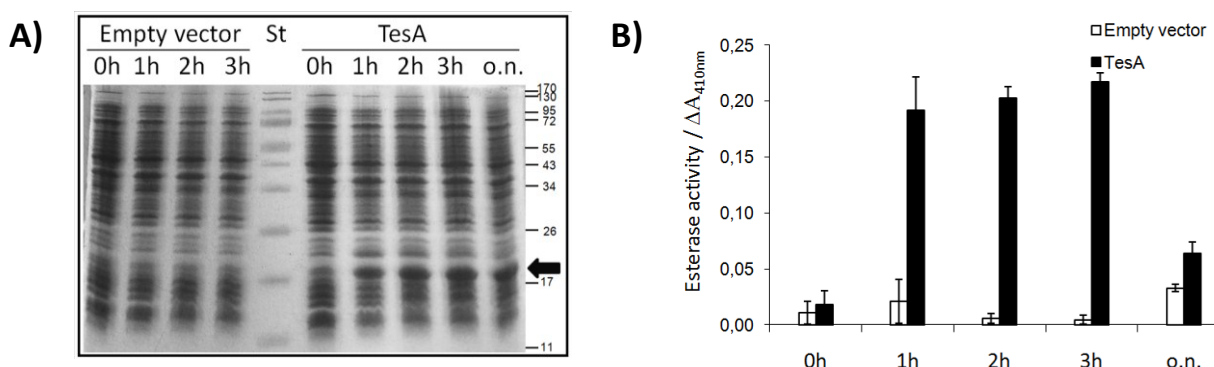 A)
Empty vector St TesA
0h 1h 2h 3h 0h 1h 2h 3h o.n.
170
130
95
72
55
43
34
26
17
11
B)
Empty vector
TesA
Esterase activity / ΔA410nm
0,25
0,20
0,15
0,10
0,05
0,00
0h 1h 2h 3h o.n.